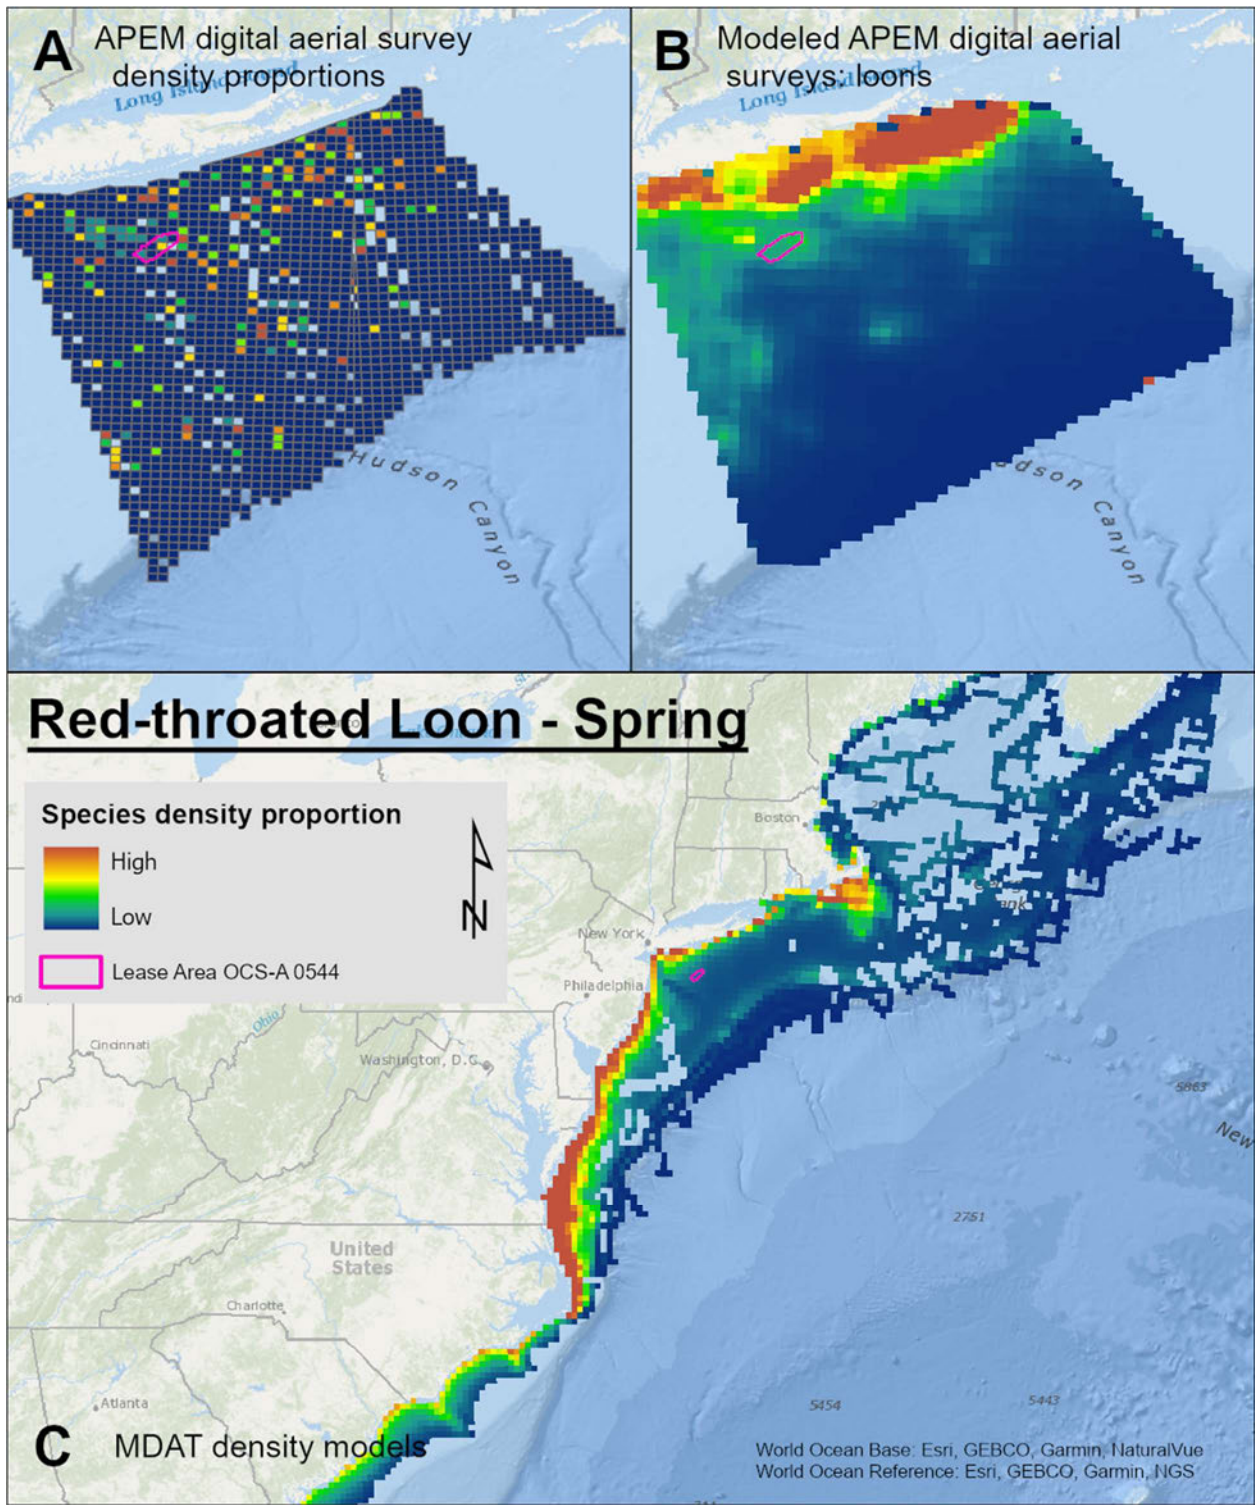 A
APEM digital aerial survey
density proportions
Long Island Sound
Hudson Canyon
B
Modeled APEM digital aerial
surveys: loons
Long Island Sound
udson Canyon
Red-throated Loon - Spring
Species density proportion
High
Low
N
Lease Area OCS-A 0544
Boston
New York
Philadelphia
Ohio
Cincinnati
Washington, D.C.
5863
New
2751
United
States
Charlotte
Atlanta
5454
5443
C
MDAT density models
World Ocean Base: Esri, GEBCO, Garmin, NaturalVue
World Ocean Reference: Esri, GEBCO, Garmin, NGS